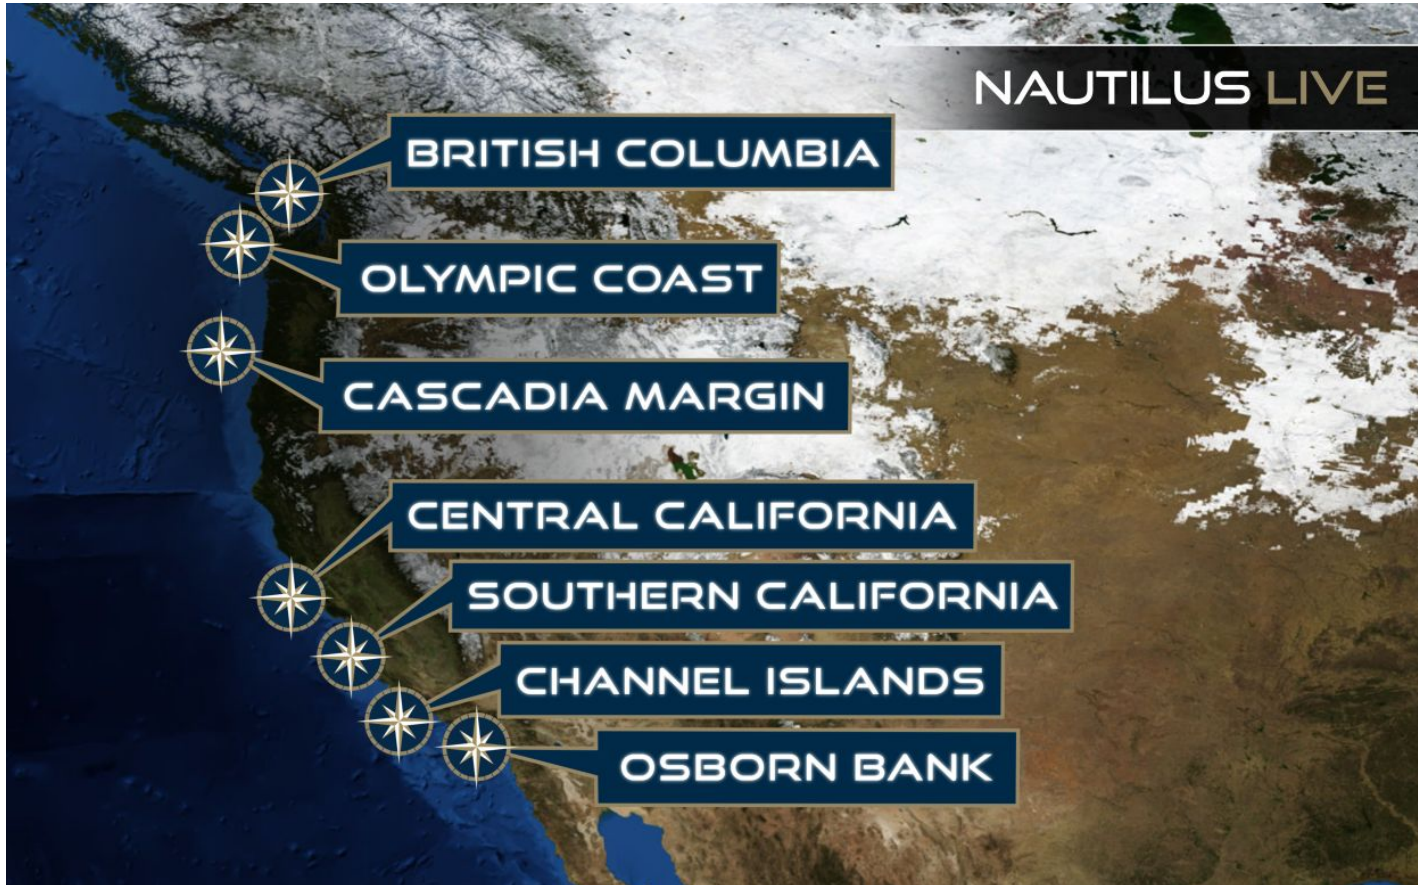 NAUTILUS LIVE
BRITISH COLUMBIA
OLYMPIC COAST
CASCADIA MARGIN
CENTRAL CALIFORNIA
SOUTHERN CALIFORNIA
CHANNEL ISLANDS
OSBORN BANK